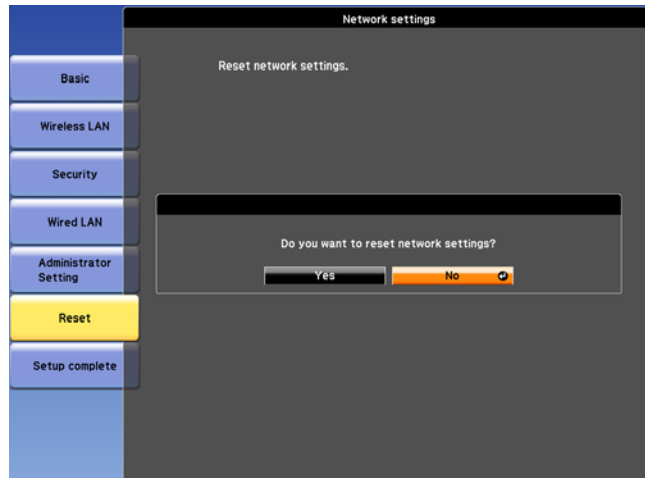 Network settings
Reset network settings.
Basic
Wireless LAN
Security
Wired LAN
Administrator
Setting
Reset
Setup complete
Do you want to reset network settings?
Yes
No